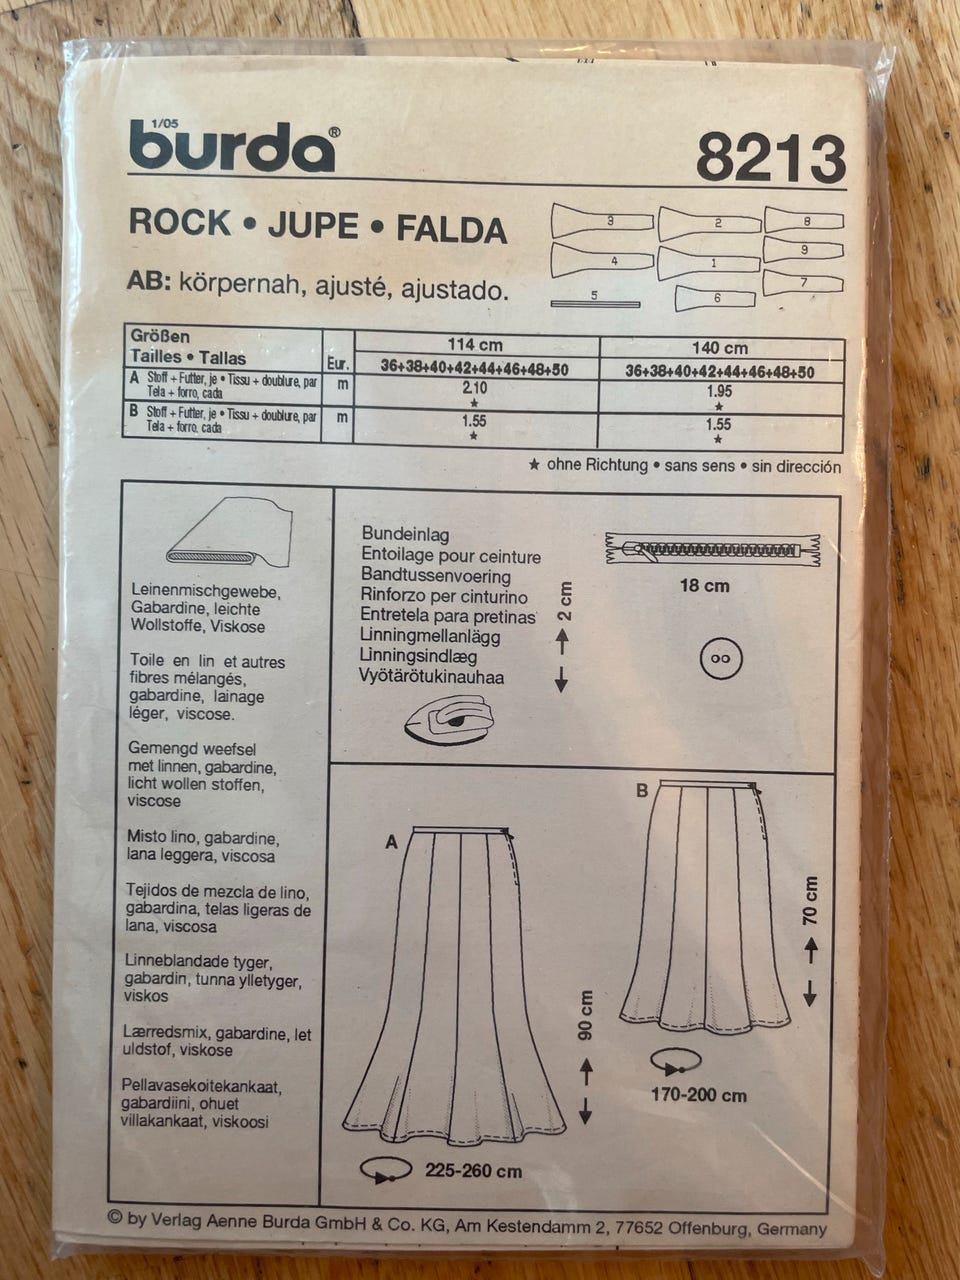 1/05
burda®
8213
ROCK • JUPE • FALDA
AB: körpernah, ajusté, ajustado.
3
2
8
4
1
9
5
6
7
Größen
Tailles • Tallas
Eur.
114 cm
140 cm
36+38+40+42+44+46+48+50
36+38+40+42+44+46+48+50
A Stoff + Futter, je • Tissu + doublure, par
Tela + forro, cada
m
2.10
★
1.95
★
B Stoff + Futter, je • Tissu + doublure, par
Tela + forro, cada
m
1.55
★
1.55
★
★ ohne Richtung • sans sens • sin dirección
Leinenmischgewebe,
Gabardine, leichte
Wollstoffe, Viskose
Toile en lin et autres
fibres mélangés,
gabardine, lainage
léger, viscose.
Gemengd weefsel
met linnen, gabardine,
licht wollen stoffen,
viscose
Misto lino, gabardine,
lana leggera, viscosa
Tejidos de mezcla de lino,
gabardina, telas ligeras de
lana, viscosa
Linneblandade tyger,
gabardin, tunna ylletyger,
viskos
Lærredsmix, gabardine, let
uldstof, viskose
Pellavasekoitekankaat,
gabardiini, ohuet
villakankaat, viskoosi
Bundeinlag
Entoilage pour ceinture
Bandtussenvoering
Rinforzo per cinturino
Entretela para pretinas
Linningmellanlägg
Linningsindlæg
Vyötärötukinauhaa
2 cm
18 cm
A
90 cm
225-260 cm
B
70 cm
170-200 cm
© by Verlag Aenne Burda GmbH & Co. KG, Am Kestendamm 2, 77652 Offenburg, Germany